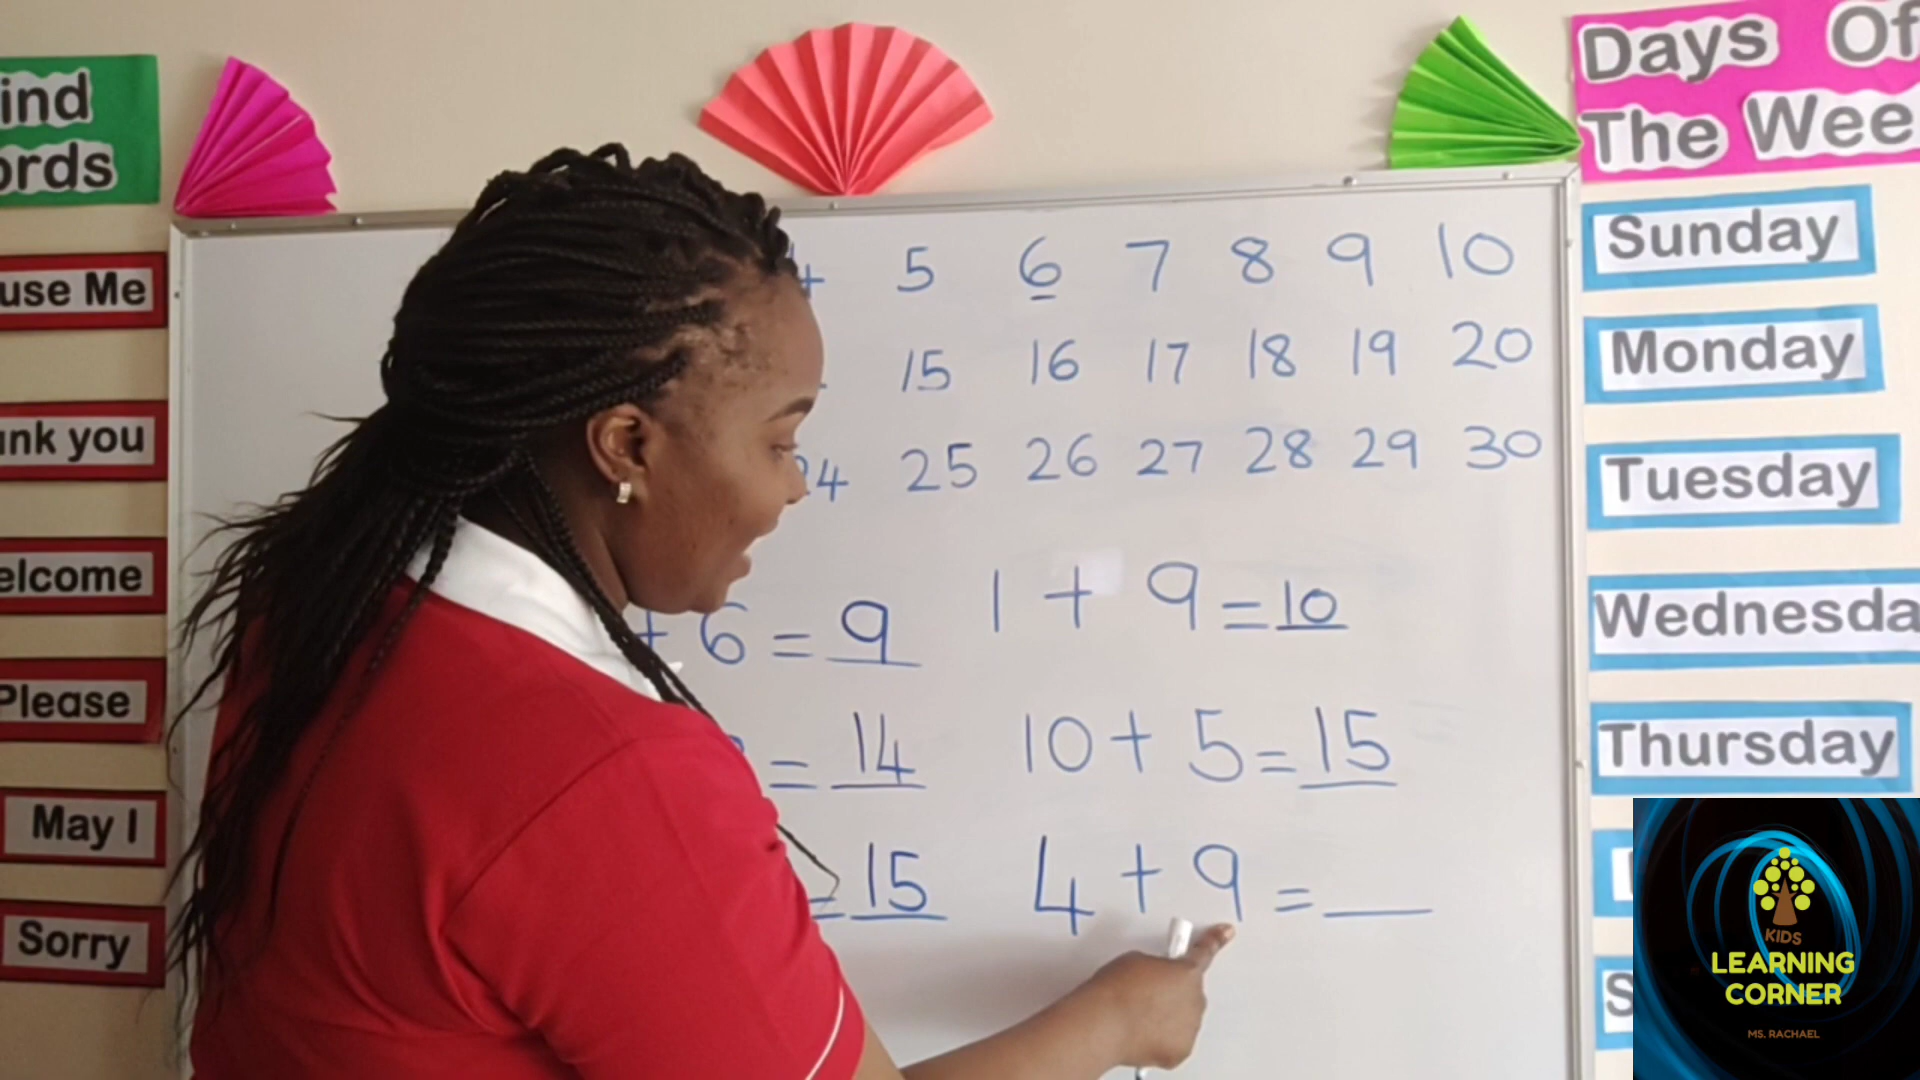 ind
ords
use Me
nk you
elcome
Please
May I
Sorry
4 5 6 7 8 9 10
15 16 17 18 19 20
24 25 26 27 28 29 30
+ 6 = 9
1 + 9 = 10
= 14
10 + 5 = 15
= 15
4 + 9 =
Days Of
The Wee
Sunday
Monday
Tuesday
Wednesda
Thursday
S
KIDS
LEARNING
CORNER
MS. RACHAEL